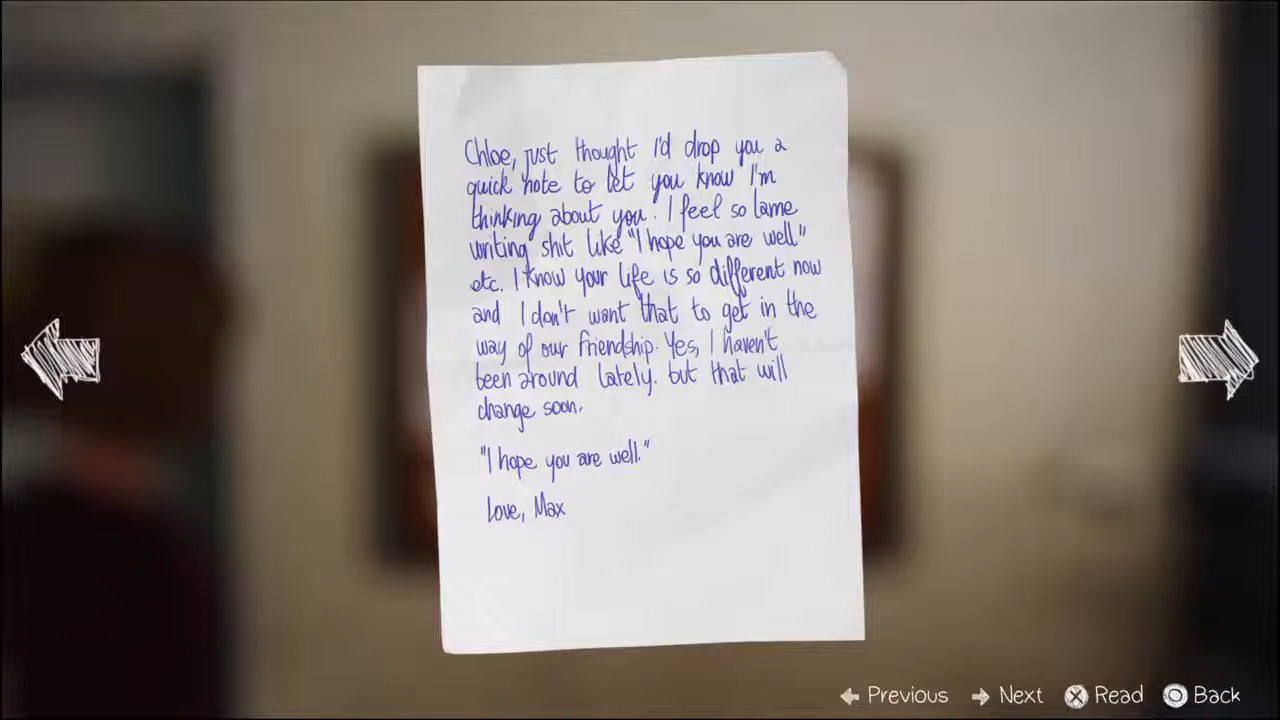 Chloe, just thought I'd drop you a
quick note to let you know I'm
thinking about you. I feel so lame
writing shit like "I hope you are well"
etc. I know your life is so different now
and I don't want that to get in the
way of our friendship. Yes, I haven't
been around lately. but that will
change soon.
"I hope you are well."
Love, Max
Previous Next Read Back